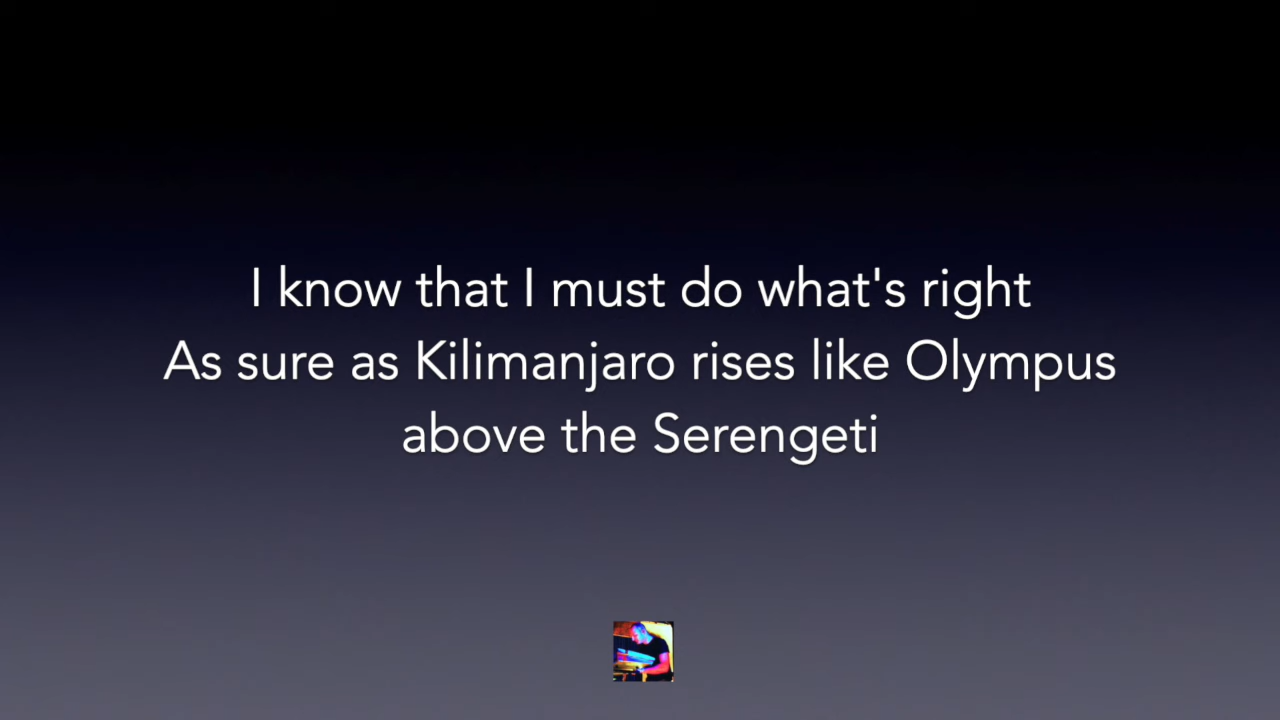 I know that I must do what's right
As sure as Kilimanjaro rises like Olympus
above the Serengeti